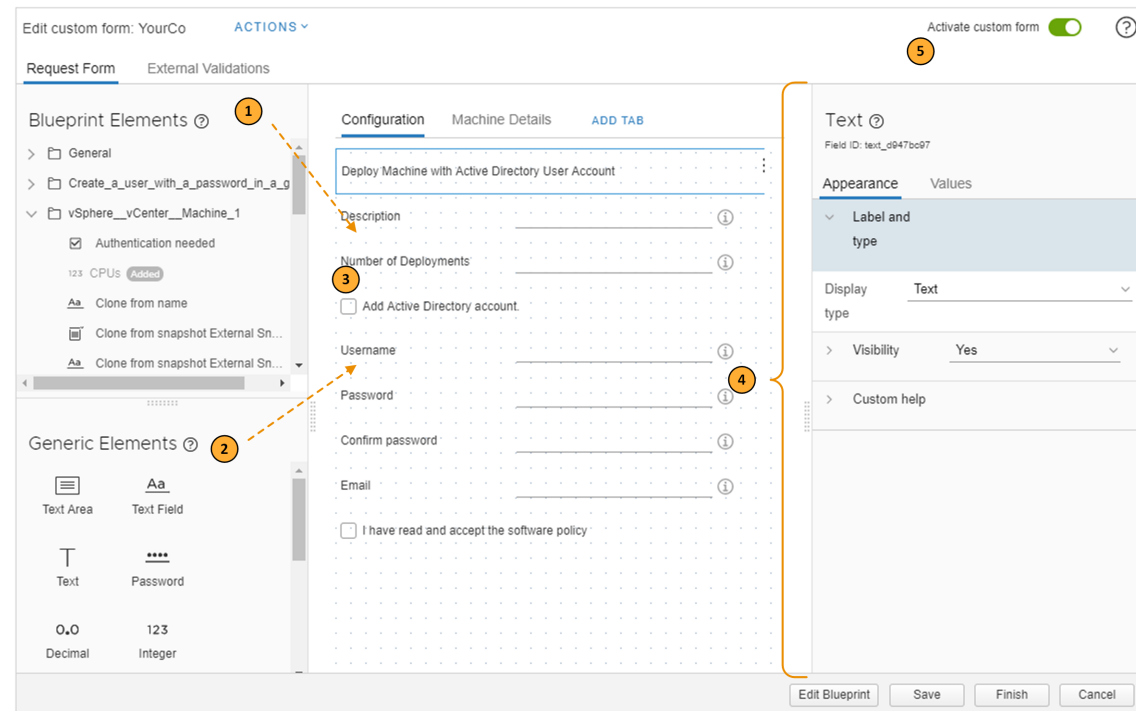 Edit custom form: YourCo
ACTIONS
Activate custom form
5
Request Form
External Validations
Blueprint Elements
1
General
Create_a_user_with_a_password_in_a_g
vSphere__vCenter__Machine_1
Authentication needed
123 CPUs Added
Aa Clone from name
Clone from snapshot External Sn...
Aa Clone from snapshot External Sn...
Generic Elements
2
Text Area
Aa Text Field
T Text
Password
0.0 Decimal
123 Integer
Configuration
Machine Details
ADD TAB
Deploy Machine with Active Directory User Account
Description
Number of Deployments
3
Add Active Directory account.
Username
4
Password
Confirm password
Email
I have read and accept the software policy
Text
Field ID: text_d947bc97
Appearance
Values
Label and
type
Display
type
Text
Visibility
Yes
Custom help
Edit Blueprint
Save
Finish
Cancel